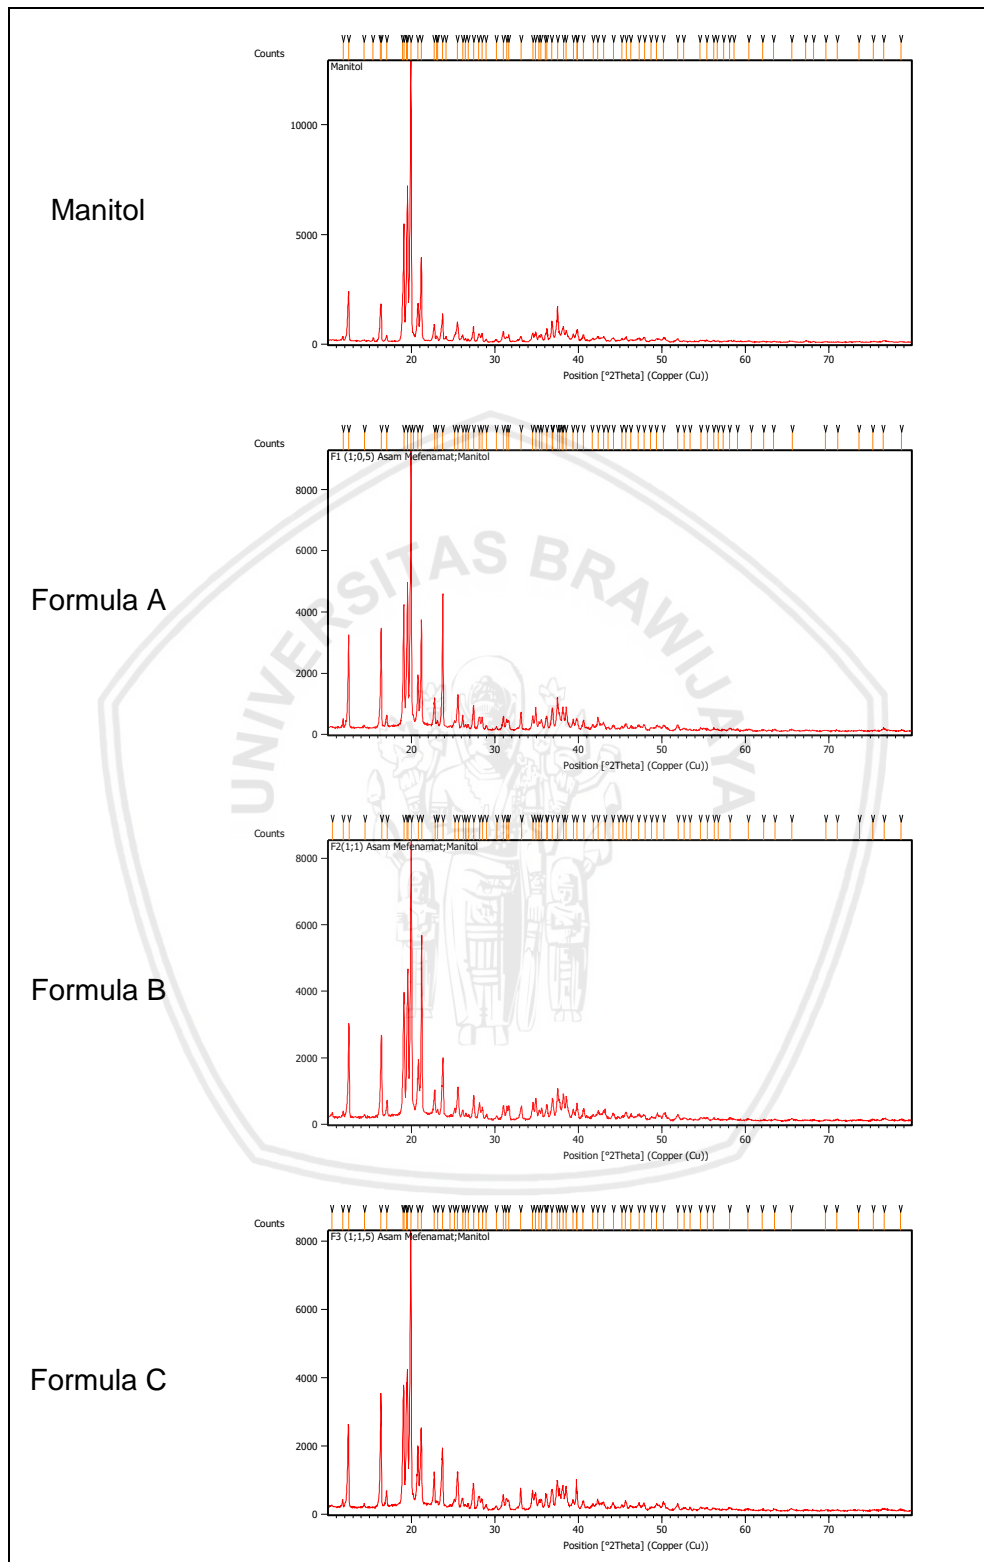 Counts
Manitol
10000
Manitol
5000
0
20 30 40 50 60 70
Position [°2Theta] (Copper (Cu))
Counts
F1 (1;0,5) Asam Mefenamat;Manitol
8000
6000
Formula A
4000
2000
0
20 30 40 50 60 70
Position [°2Theta] (Copper (Cu))
Counts
F2(1;1) Asam Mefenamat;Manitol
8000
6000
Formula B
4000
2000
0
20 30 40 50 60 70
Position [°2Theta] (Copper (Cu))
Counts
F3 (1;1,5) Asam Mefenamat;Manitol
8000
6000
Formula C
4000
2000
0
20 30 40 50 60 70
Position [°2Theta] (Copper (Cu))
UNIVERSITAS BRAWIJAYA